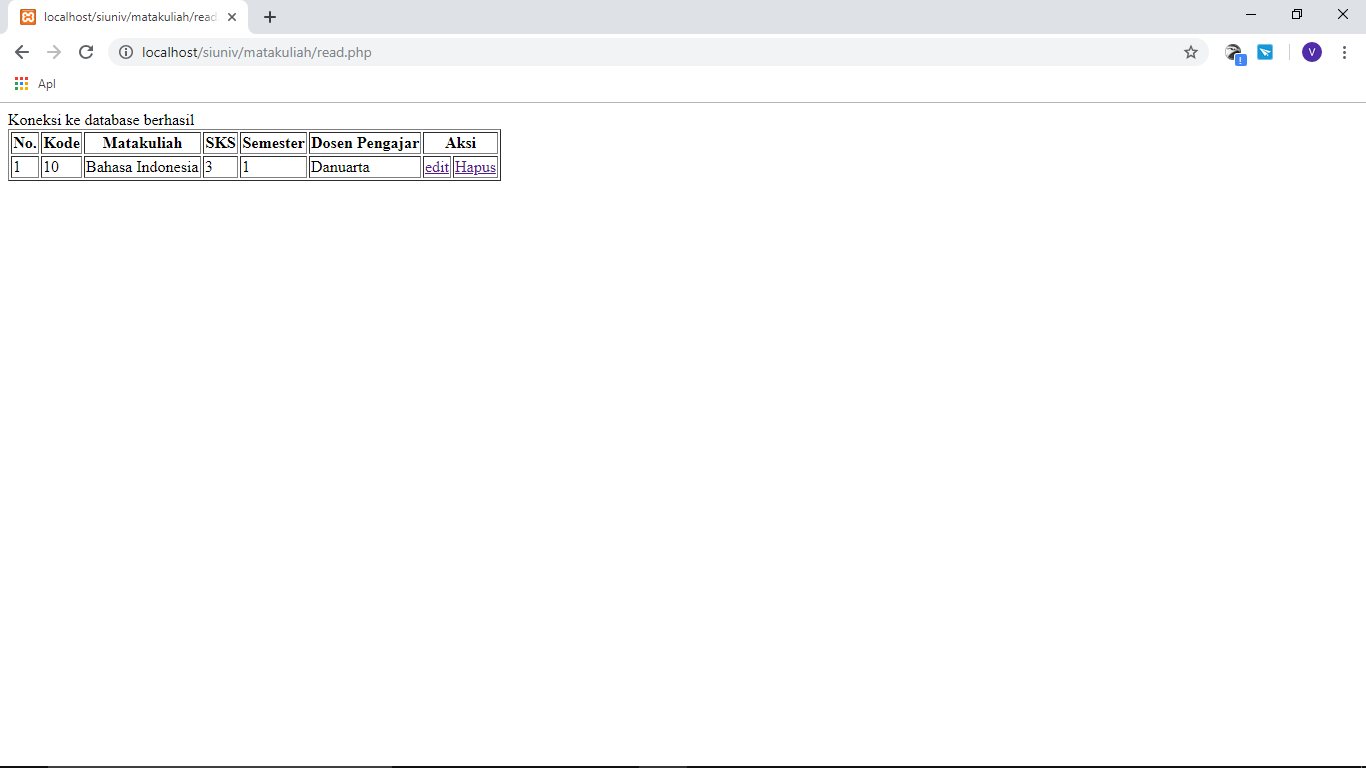 localhost/siuniv/matakuliah/read
localhost/siuniv/matakuliah/read.php
V
Apl
Koneksi ke database berhasil
No. Kode Matakuliah SKS Semester Dosen Pengajar Aksi
1 10 Bahasa Indonesia 3 1 Danuarta edit Hapus